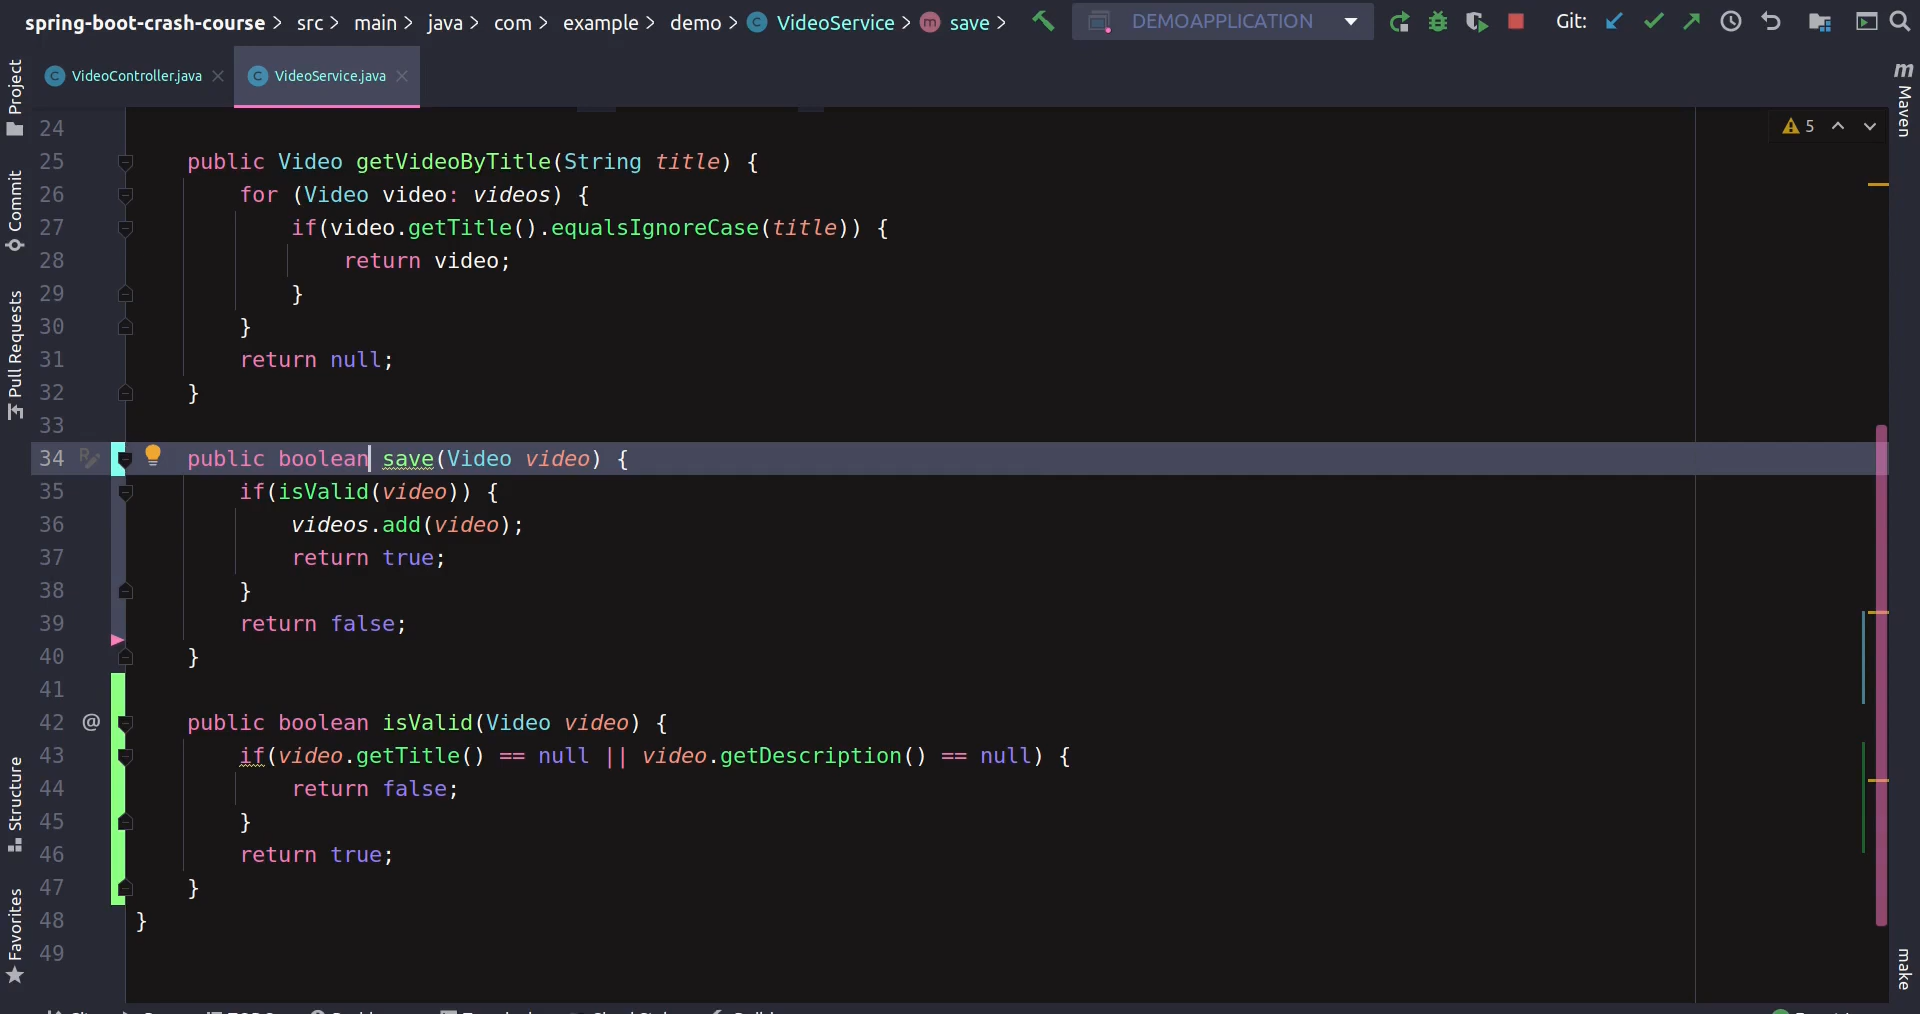 spring-boot-crash-course > src > main > java > com > example > demo > VideoService > m save > DEMOAPPLICATION Git:
C VideoController.java × C VideoService.java ×
Project
Commit
Pull Requests
Structure
Favorites
m Maven
make
5
24
25 public Video getVideoByTitle(String title) {
26 for (Video video: videos) {
27 if(video.getTitle().equalsIgnoreCase(title)) {
28 return video;
29 }
30 }
31 return null;
32 }
33
34 public boolean save(Video video) {
35 if(isValid(video)) {
36 videos.add(video);
37 return true;
38 }
39 return false;
40 }
41
42 @ public boolean isValid(Video video) {
43 if(video.getTitle() == null || video.getDescription() == null) {
44 return false;
45 }
46 return true;
47 }
48 }
49